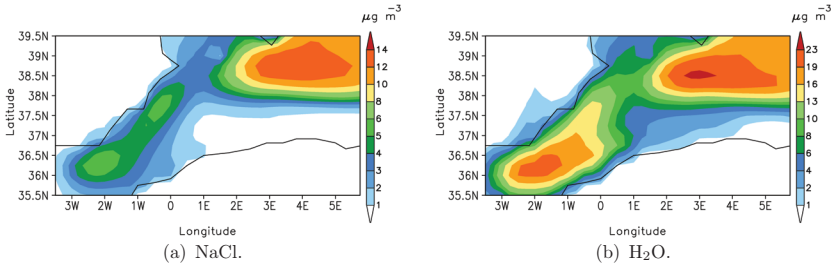 μg m⁻³
39.5N
39N
38.5N
38N
37.5N
37N
36.5N
36N
35.5N
Latitude
3W 2W 1W 0 1E 2E 3E 4E 5E
Longitude
14
12
10
8
6
5
4
3
2
1
(a) NaCl.
μg m⁻³
39.5N
39N
38.5N
38N
37.5N
37N
36.5N
36N
35.5N
Latitude
3W 2W 1W 0 1E 2E 3E 4E 5E
Longitude
23
19
16
13
10
8
6
4
3
1
(b) H₂O.